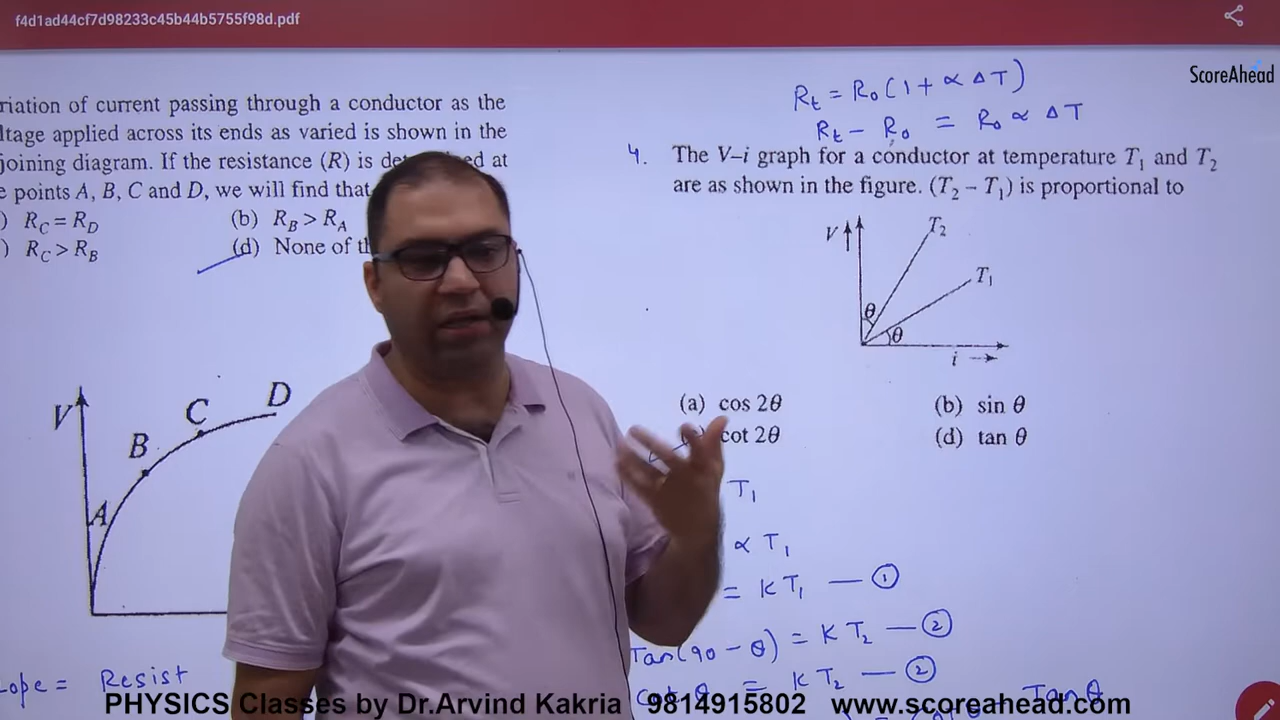 f4d1ad44cf7d98233c45b44b5755f98d.pdf
ScoreAhead
riation of current passing through a conductor as the
ltage applied across its ends as varied is shown in the
joining diagram. If the resistance (R) is at
e points A, B, C and D, we will find that
) R_C = R_D (b) R_B > R_A
) R_C > R_B (d) None of
V
A
B
C
D
ope = Resist
R_t = R_0 (1 + α ΔT)
R_t - R_0 = R_0 α ΔT
4. The V–i graph for a conductor at temperature T_1 and T_2
are as shown in the figure. (T_2 – T_1) is proportional to
V
T_2
T_1
θ
θ
i
(a) cos 2θ (b) sin θ
cot 2θ (d) tan θ
T_1
α T_1
= K T_1 — ①
Tan(90 - θ) = K T_2 — ②
cot θ = K T_2 — ②
Tan θ
PHYSICS Classes by Dr.Arvind Kakria 9814915802 www.scoreahead.com